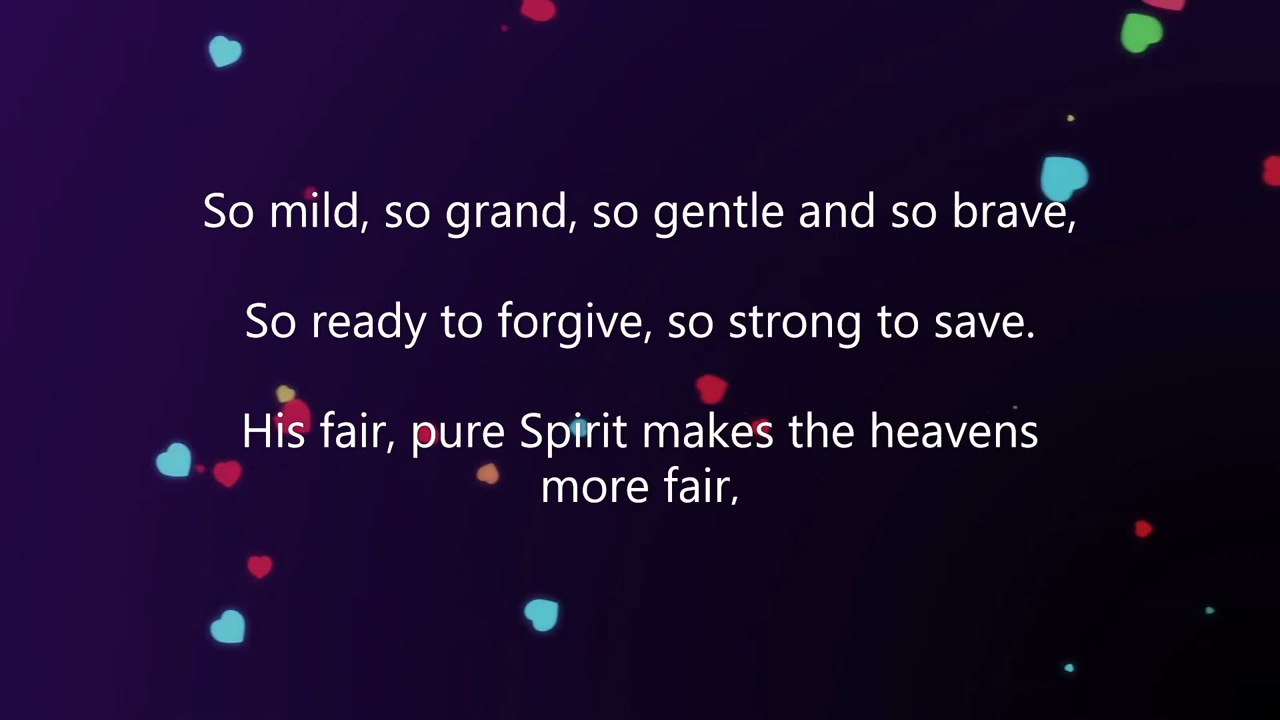 So mild, so grand, so gentle and so brave,
So ready to forgive, so strong to save.
His fair, pure Spirit makes the heavens
more fair,